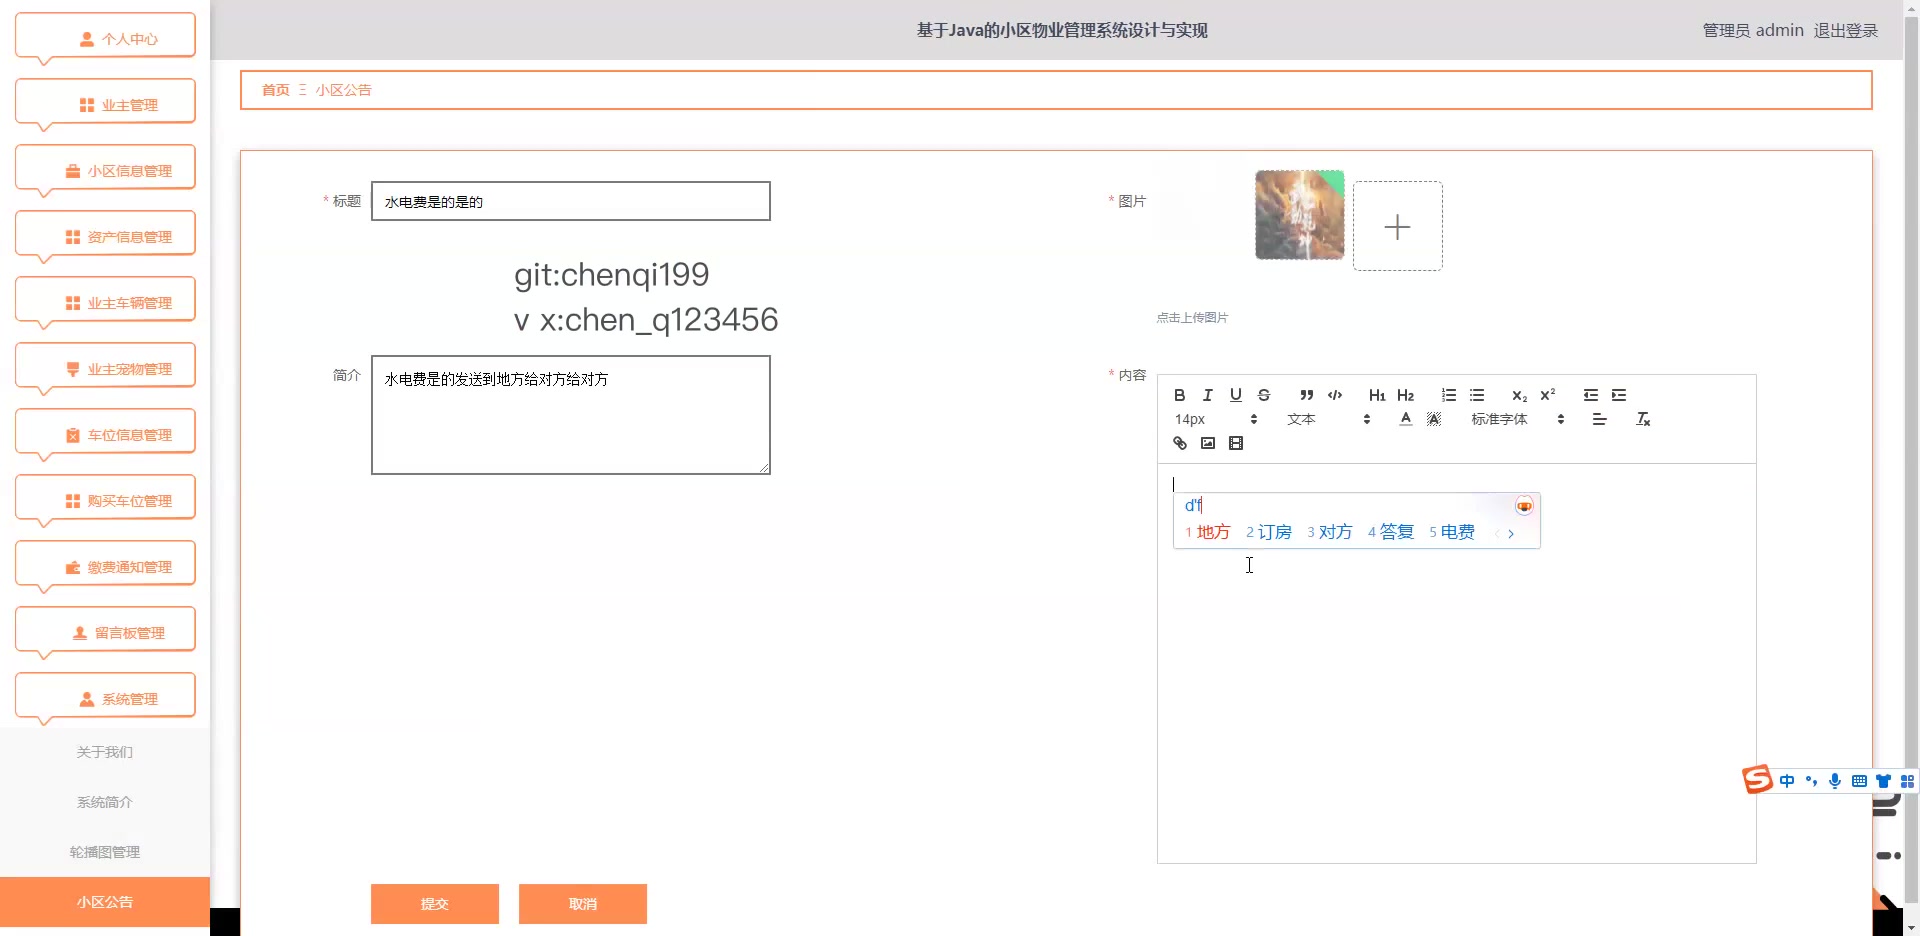 个人中心
业主管理
小区信息管理
资产信息管理
业主车辆管理
业主宠物管理
车位信息管理
购买车位管理
缴费通知管理
留言板管理
系统管理
关于我们
系统简介
轮播图管理
小区公告
基于Java的小区物业管理系统设计与实现
管理员 admin 退出登录
首页 Ξ 小区公告
* 标题 水电费是的是的
* 图片
git:chenqi199
v x:chen_q123456
点击上传图片
简介 水电费是的发送到地方给对方给对方
* 内容
B I U S H1 H2 X2 X2
14px 文本 A A 标准字体 Tx
d'f
1 地方 2 订房 3 对方 4 答复 5 电费
S 中
提交 取消